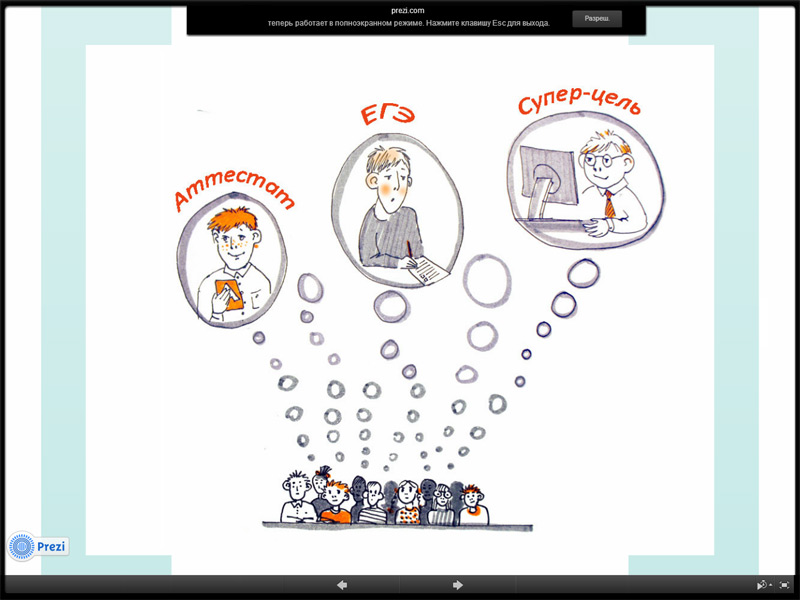 prezi.com
теперь работает в полноэкранном режиме. Нажмите клавишу Esc для выхода.
Разреш.
Супер-цель
ЕГЭ
Аттестат
Prezi